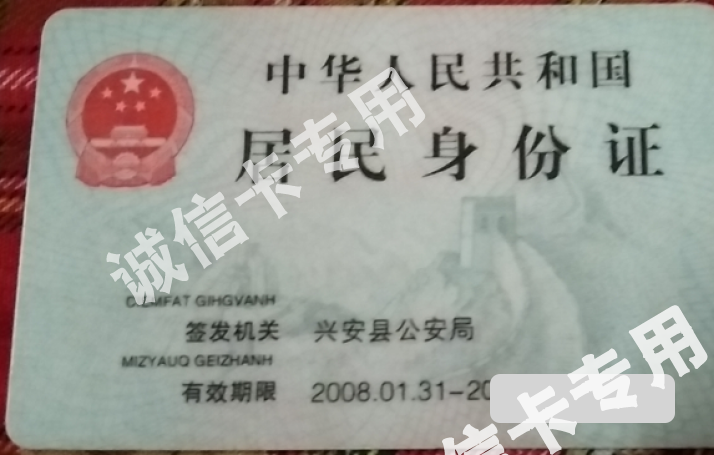 中华人民共和国
居民身份证
诚信卡专用
GIHGVANH
签发机关 兴安县公安局
MIZYAUQ GEIZHANH
有效期限 2008.01.31-20
信卡专用